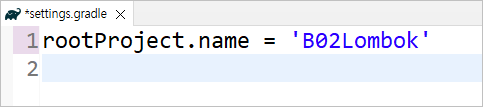 *settings.gradle
1 rootProject.name = 'B02Lombok'
2